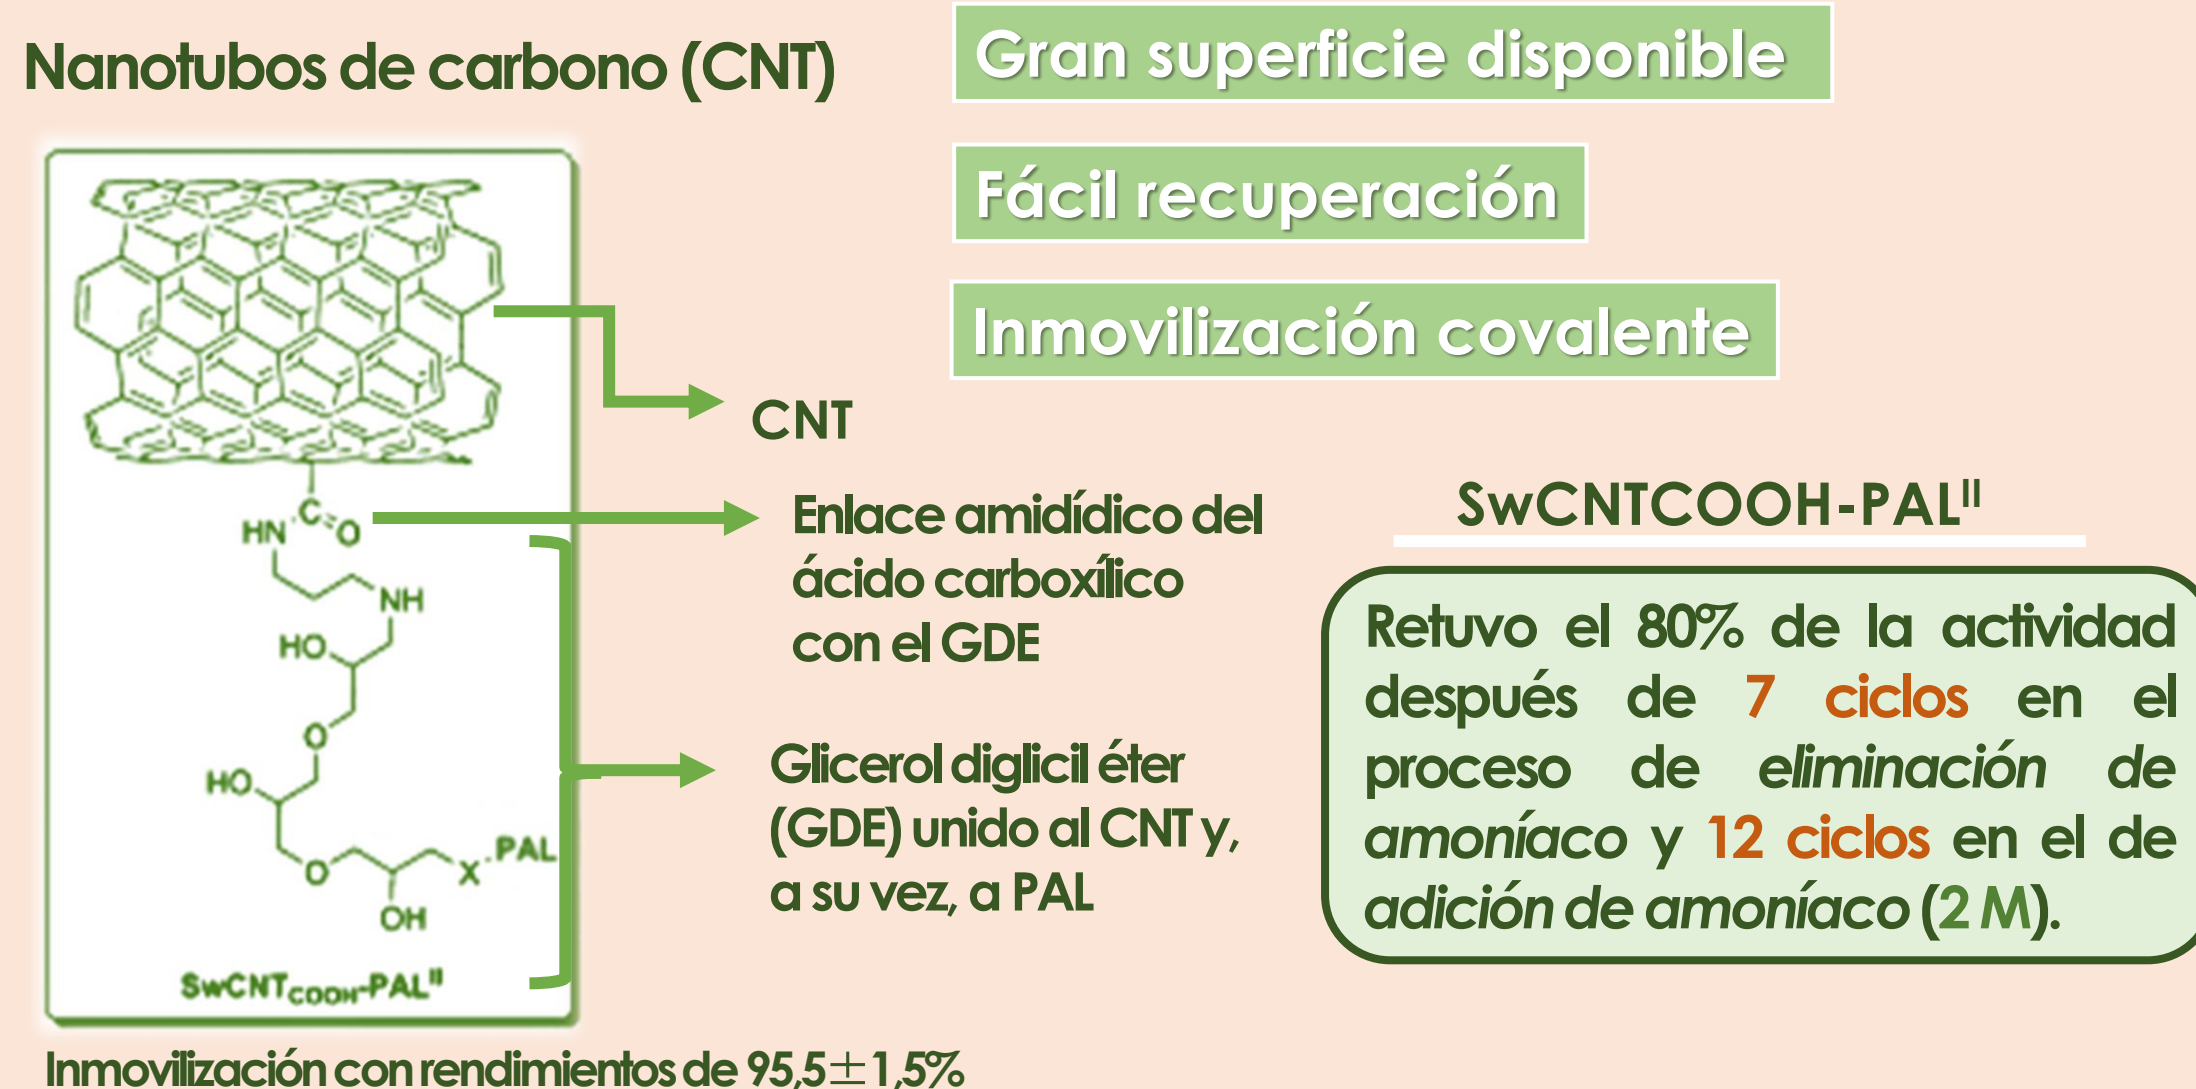 Nanotubos de carbono (CNT)
Gran superficie disponible
Fácil recuperación
Inmovilización covalente
CNT
Enlace amidídico del
ácido carboxílico
con el GDE
Glicerol diglicil éter
(GDE) unido al CNT y,
a su vez, a PAL
HN
C
O
NH
HO
O
HO
O
OH
X
PAL
SwCNTCOOH-PALII
Inmovilización con rendimientos de 95,5±1,5%
SwCNTCOOH-PALII
Retuvo el 80% de la actividad
después de 7 ciclos en el
proceso de eliminación de
amoníaco y 12 ciclos en el de
adición de amoníaco (2 M).